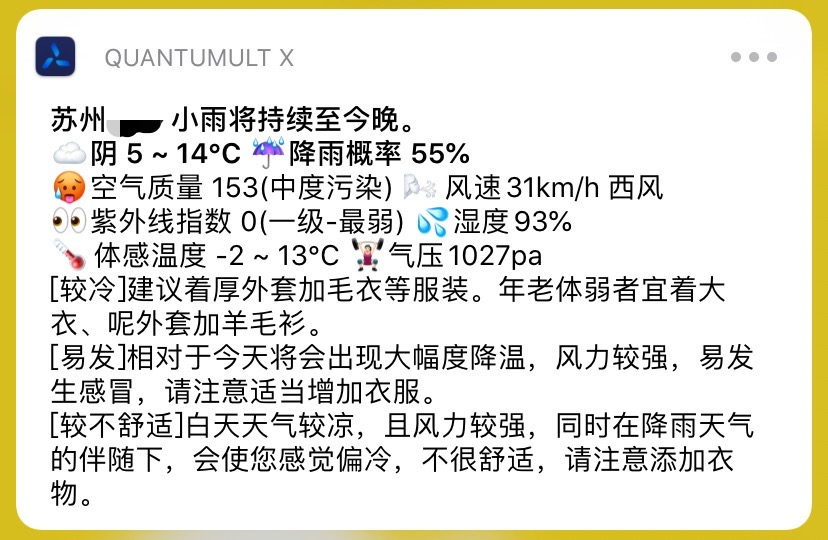 QUANTUMULT X
苏州 小雨将持续至今晚。
☁️阴 5 ~ 14°C ☔降雨概率 55%
🥵空气质量 153(中度污染) 🌬 风速31km/h 西风
👀紫外线指数 0(一级-最弱) 💦湿度93%
🌡 体感温度 -2 ~ 13°C 🏋气压1027pa
[较冷]建议着厚外套加毛衣等服装。年老体弱者宜着大
衣、呢外套加羊毛衫。
[易发]相对于今天将会出现大幅度降温，风力较强，易发
生感冒，请注意适当增加衣服。
[较不舒适]白天天气较凉，且风力较强，同时在降雨天气
的伴随下，会使您感觉偏冷，不很舒适，请注意添加衣
物。